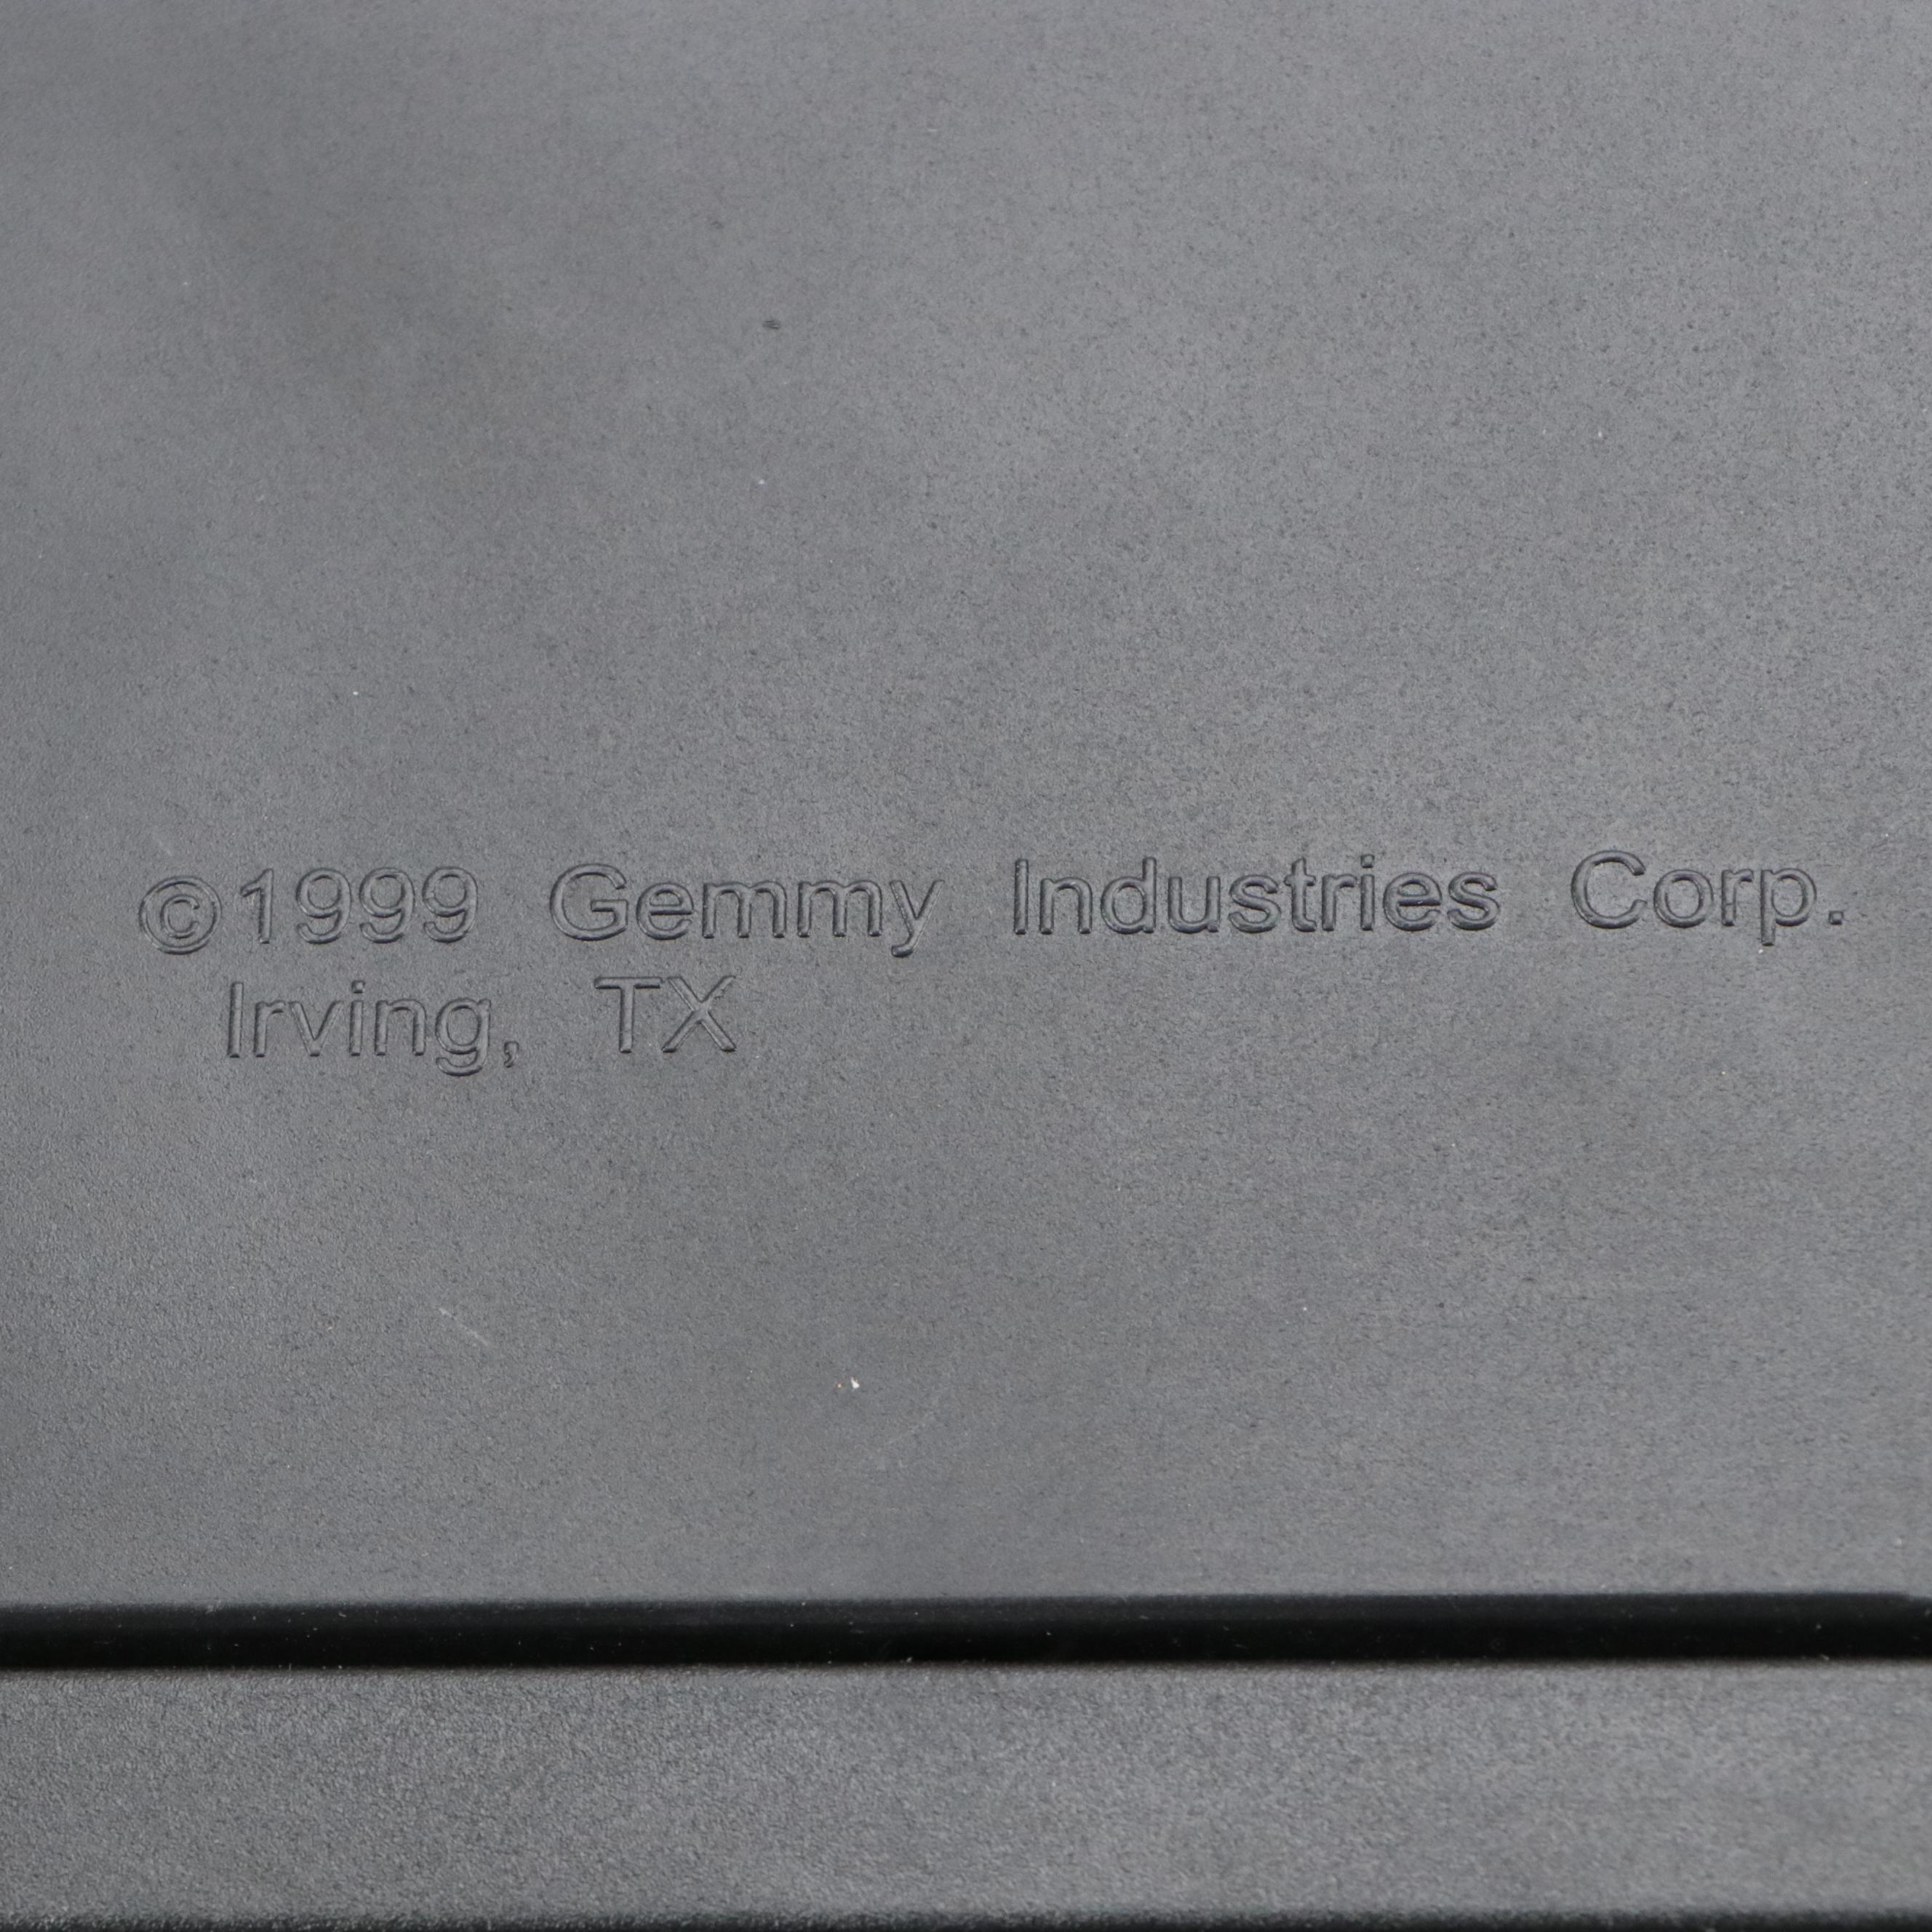 ©1999 Gemmy Industries Corp.
Irving, TX